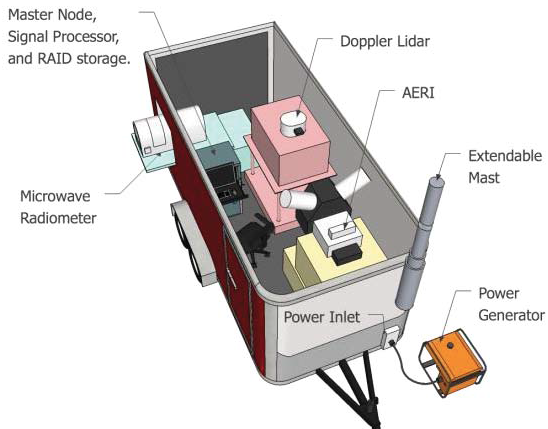 Master Node,
Signal Processor,
and RAID storage.
Doppler Lidar
AERI
Extendable
Mast
Microwave
Radiometer
Power Inlet
Power
Generator